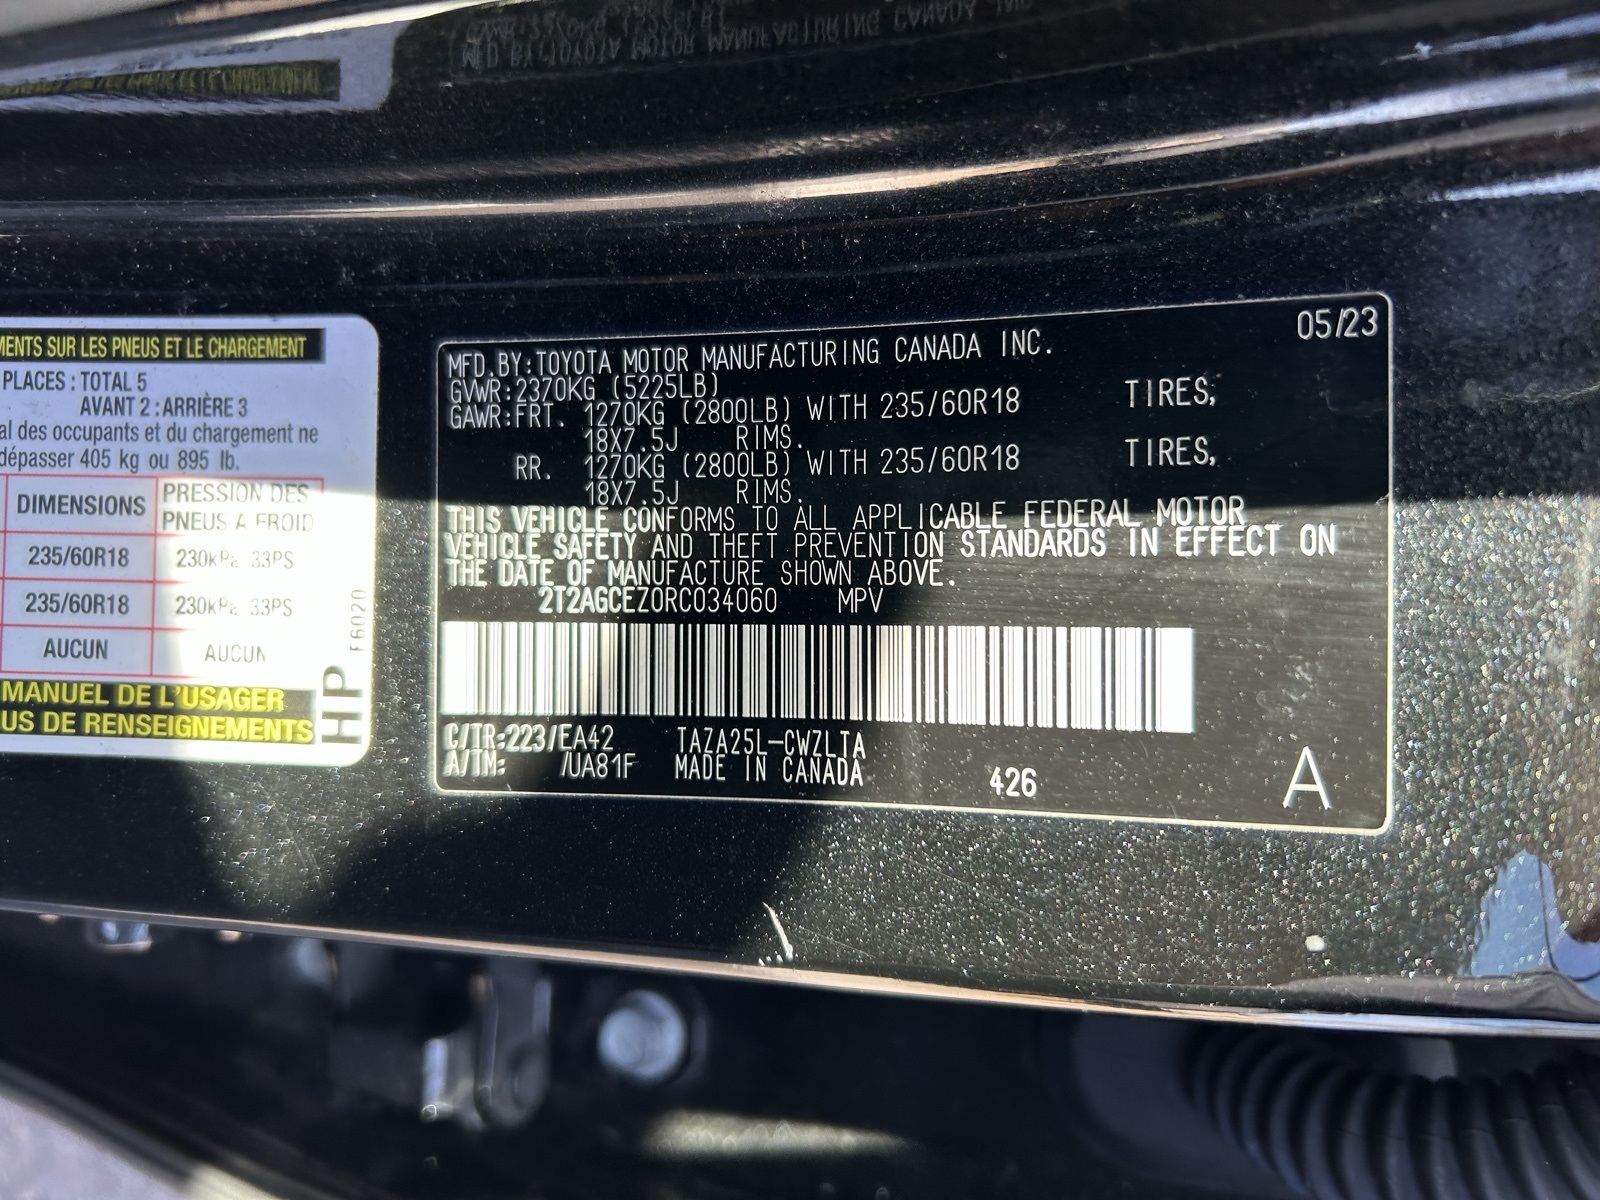 MENTS SUR LES PNEUS ET LE CHARGEMENT
PLACES : TOTAL 5
AVANT 2 : ARRIÈRE 3
al des occupants et du chargement ne
dépasser 405 kg ou 895 lb.
DIMENSIONS PRESSION DES PNEUS A FROID
235/60R18 230kPa 33PS
235/60R18 230kPa 33PS
AUCUN AUCUN
MANUEL DE L'USAGER
US DE RENSEIGNEMENTS
HP
F6020
05/23
MFD.BY:TOYOTA MOTOR MANUFACTURING CANADA INC.
GVWR:2370KG (5225LB)
GAWR:FRT. 1270KG (2800LB) WITH 235/60R18 TIRES,
18X7.5J RIMS.
RR. 1270KG (2800LB) WITH 235/60R18 TIRES,
18X7.5J RIMS.
THIS VEHICLE CONFORMS TO ALL APPLICABLE FEDERAL MOTOR
VEHICLE SAFETY AND THEFT PREVENTION STANDARDS IN EFFECT ON
THE DATE OF MANUFACTURE SHOWN ABOVE.
2T2AGCEZ0RC034060 MPV
C/TR:223/EA42 TAZA25L-CWZLTA
A/TM: /UA81F MADE IN CANADA
426
A